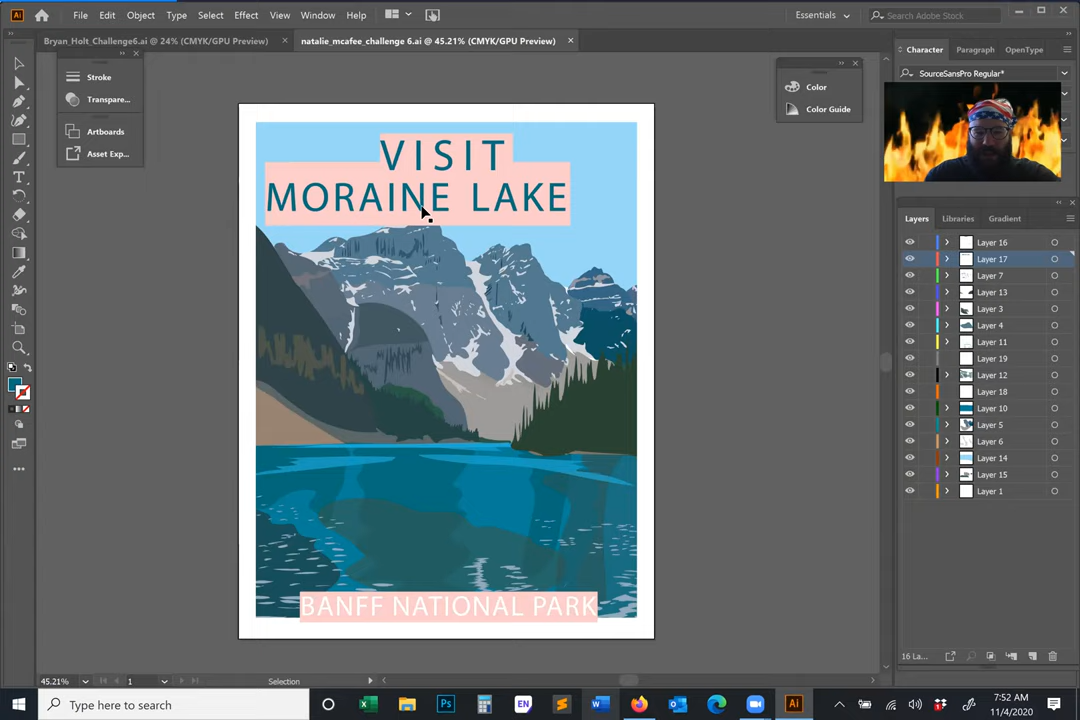 Ai File Edit Object Type Select Effect View Window Help Essentials Search Adobe Stock
Bryan_Holt_Challenge6.ai @ 24% (CMYK/GPU Preview) × natalie_mcafee_challenge 6.ai @ 45.21% (CMYK/GPU Preview) ×
Character Paragraph OpenType
SourceSansPro Regular*
Stroke
Transpare...
Artboards
Asset Exp...
Color
Color Guide
VISIT
MORAINE LAKE
BANFF NATIONAL PARK
Layers Libraries Gradient
Layer 16
Layer 17
Layer 7
Layer 13
Layer 3
Layer 4
Layer 11
Layer 19
Layer 12
Layer 18
Layer 10
Layer 5
Layer 6
Layer 14
Layer 15
Layer 1
16 La...
45.21% 1 Selection
Type here to search
Ps EN Ai
7:52 AM
11/4/2020